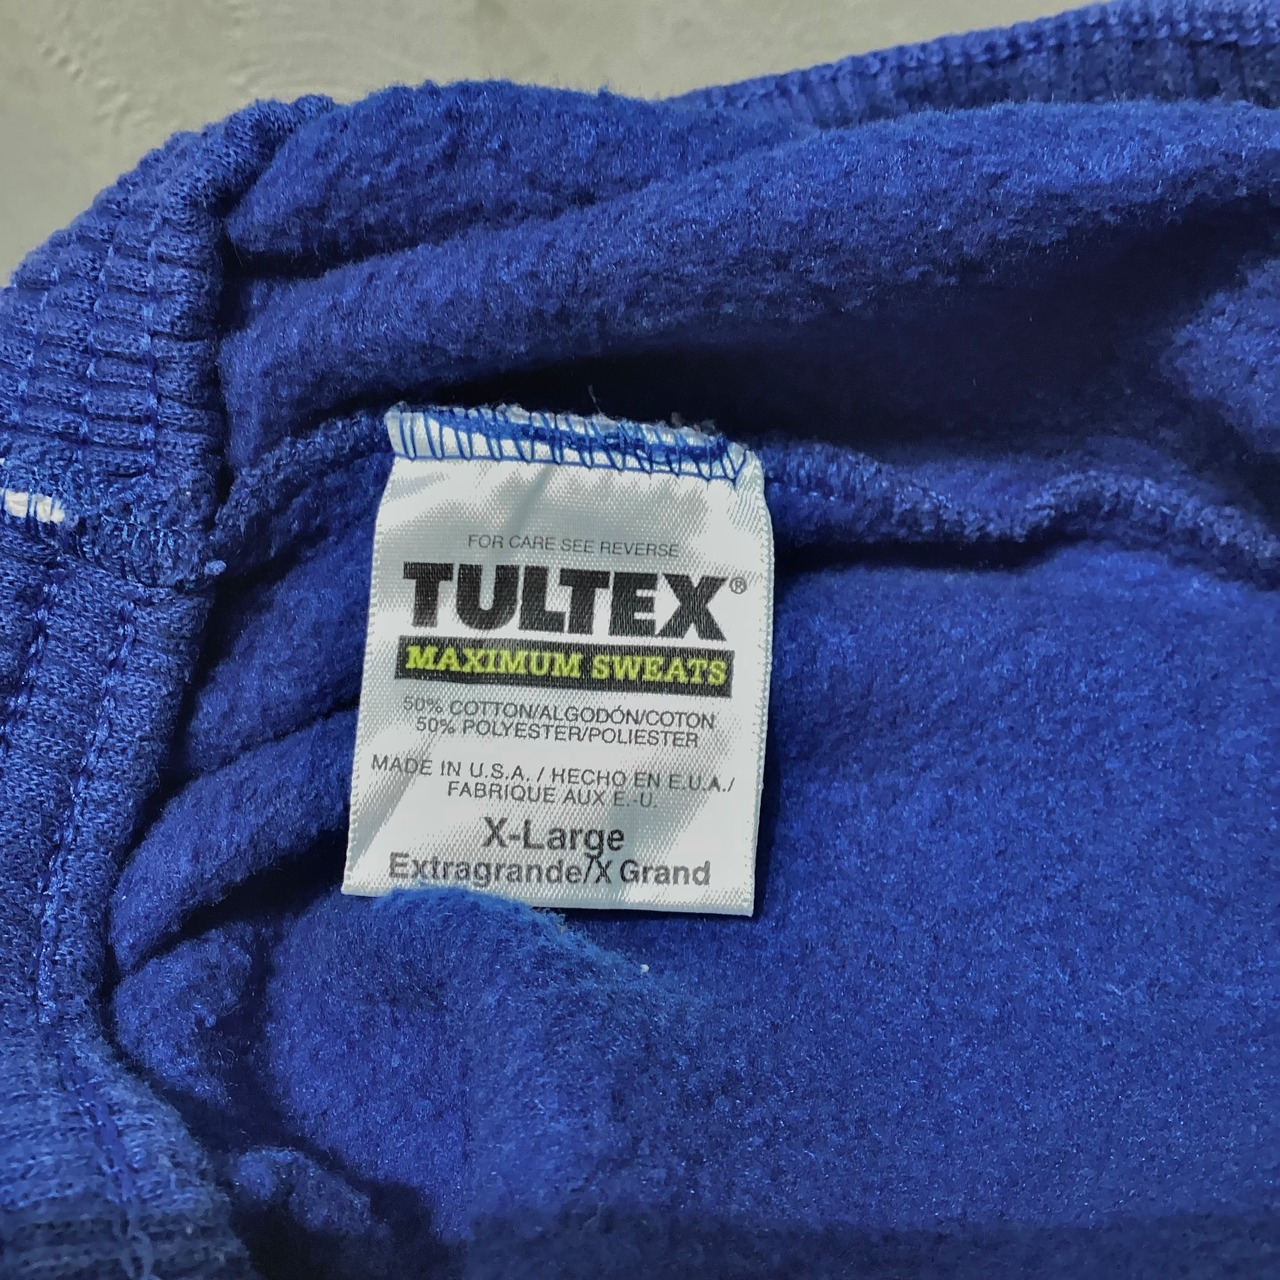 FOR CARE SEE REVERSE
TULTEX®
MAXIMUM SWEATS
50% COTTON/ALGODÓN/COTON
50% POLYESTER/POLIESTER
MADE IN U.S.A. / HECHO EN E.U.A./
FABRIQUE AUX E.-U.
X-Large
Extragrande/X Grand